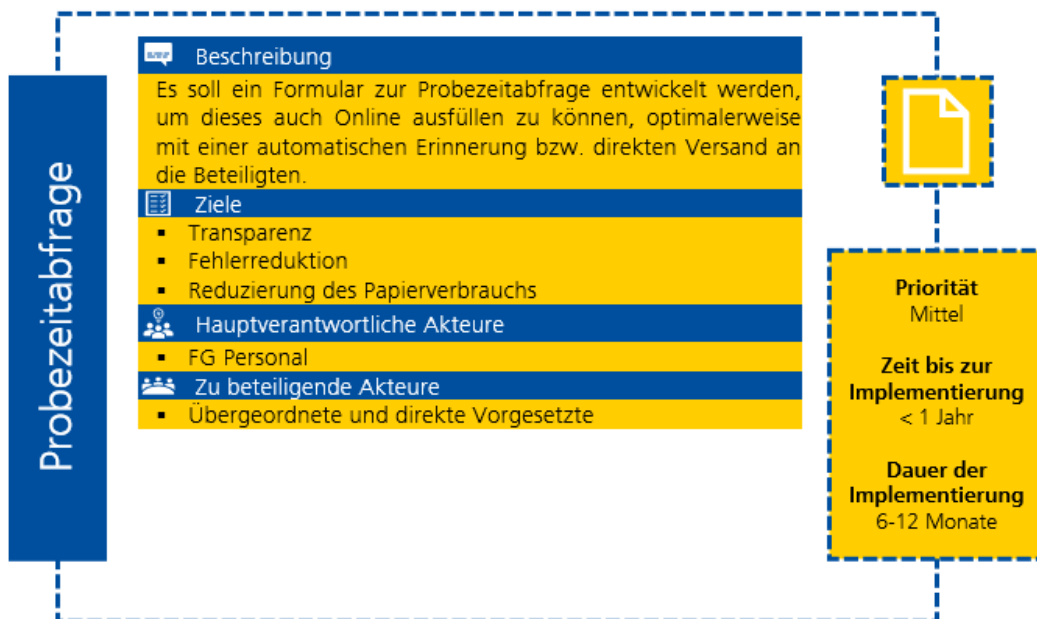 Probezeitabfrage
Beschreibung
Es soll ein Formular zur Probezeitabfrage entwickelt werden,
um dieses auch Online ausfüllen zu können, optimalerweise
mit einer automatischen Erinnerung bzw. direkten Versand an
die Beteiligten.
Ziele
▪ Transparenz
▪ Fehlerreduktion
▪ Reduzierung des Papierverbrauchs
Hauptverantwortliche Akteure
▪ FG Personal
Zu beteiligende Akteure
▪ Übergeordnete und direkte Vorgesetzte
Priorität
Mittel
Zeit bis zur
Implementierung
< 1 Jahr
Dauer der
Implementierung
6-12 Monate